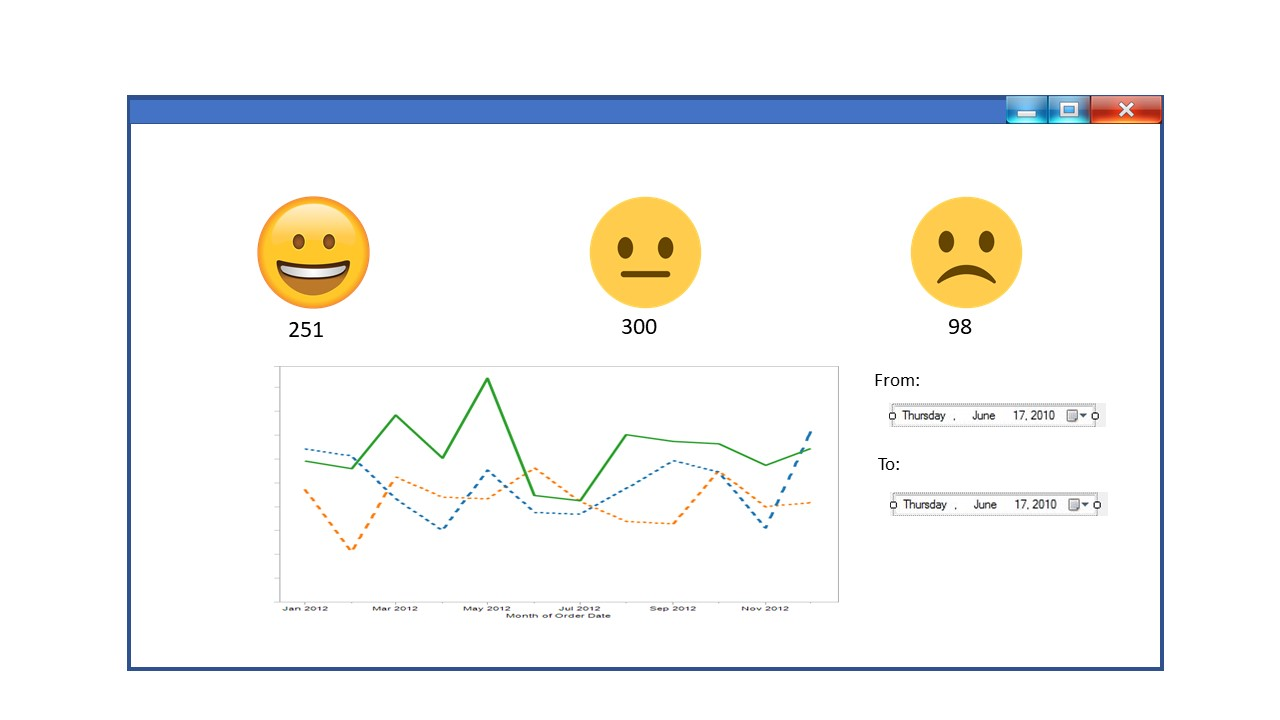 251
300
98
From:
Thursday , June 17, 2010
To:
Thursday , June 17, 2010
Jan 2012 Mar 2012 May 2012 Jul 2012 Sep 2012 Nov 2012
Month of Order Date